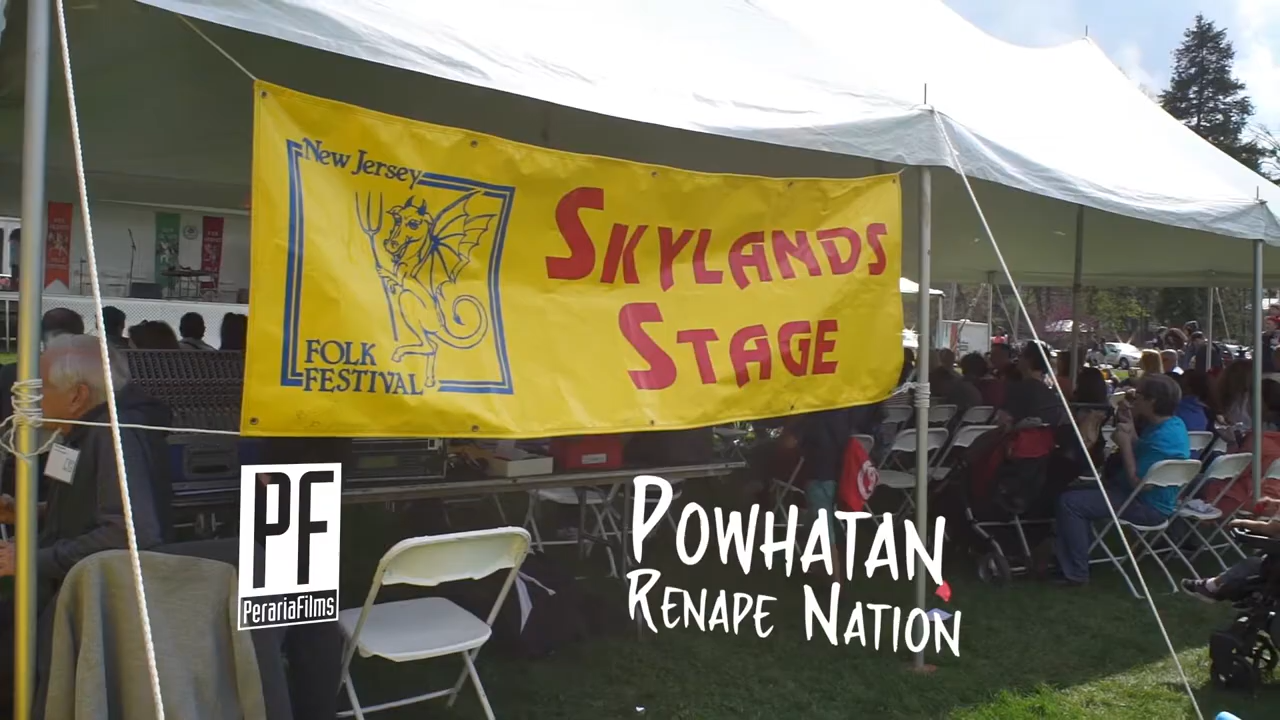 New Jersey
FOLK
FESTIVAL
SKYLANDS
STAGE
PF
PerariaFilms
POWHATAN
RENAPE NATION